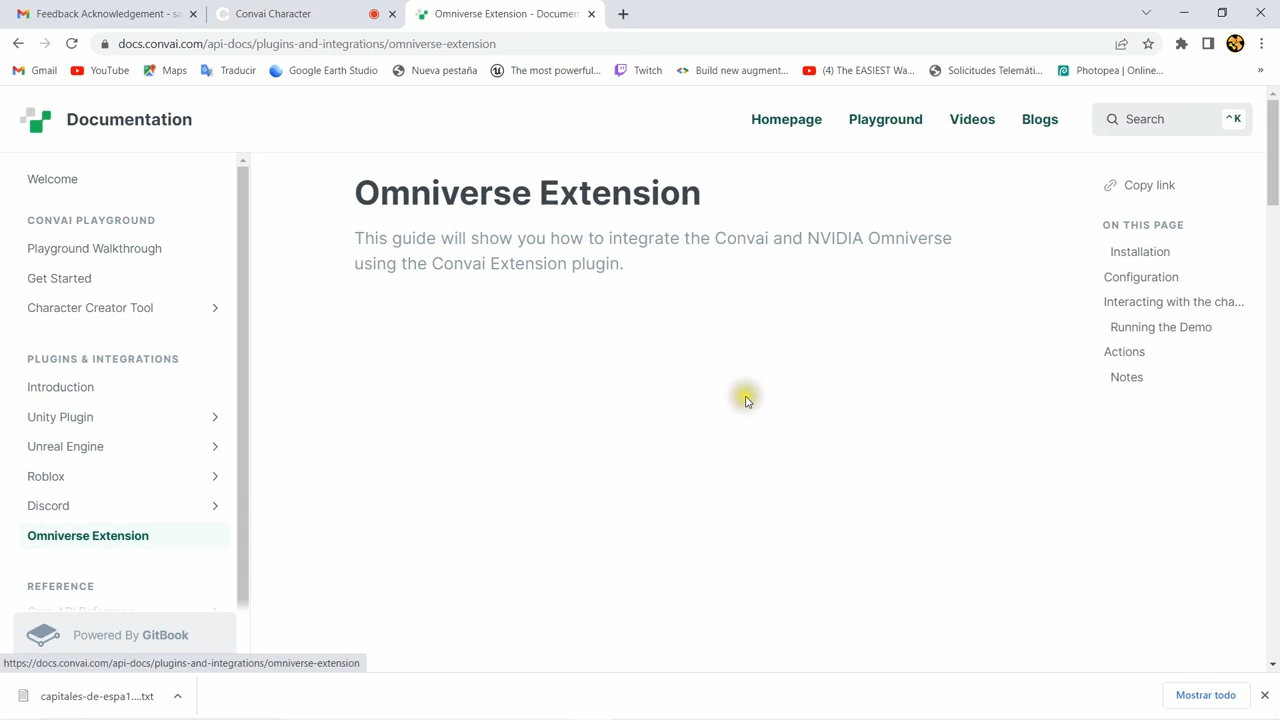 Feedback Acknowledgement - sa
Convai Character
Omniverse Extension - Documen
docs.convai.com/api-docs/plugins-and-integrations/omniverse-extension
Gmail
YouTube
Maps
Traducir
Google Earth Studio
Nueva pestaña
The most powerful...
Twitch
Build new augment...
(4) The EASIEST Wa...
Solicitudes Telemáti...
Photopea | Online...
»
Documentation
Homepage
Playground
Videos
Blogs
Search
^K
Welcome
CONVAI PLAYGROUND
Playground Walkthrough
Get Started
Character Creator Tool
PLUGINS & INTEGRATIONS
Introduction
Unity Plugin
Unreal Engine
Roblox
Discord
Omniverse Extension
REFERENCE
Core API Reference
Powered By GitBook
Omniverse Extension
This guide will show you how to integrate the Convai and NVIDIA Omniverse
using the Convai Extension plugin.
Copy link
ON THIS PAGE
Installation
Configuration
Interacting with the cha...
Running the Demo
Actions
Notes
https://docs.convai.com/api-docs/plugins-and-integrations/omniverse-extension
capitales-de-espa1....txt
Mostrar todo